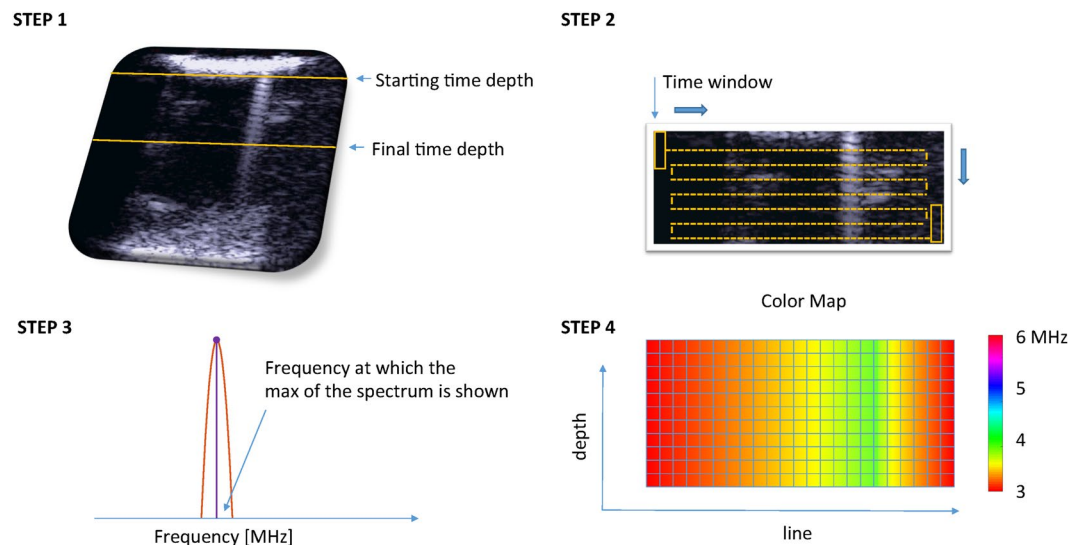 STEP 1
Starting time depth
Final time depth
STEP 2
Time window
STEP 3
Frequency at which the
max of the spectrum is shown
Frequency [MHz]
Color Map
STEP 4
6 MHz
5
4
3
depth
line